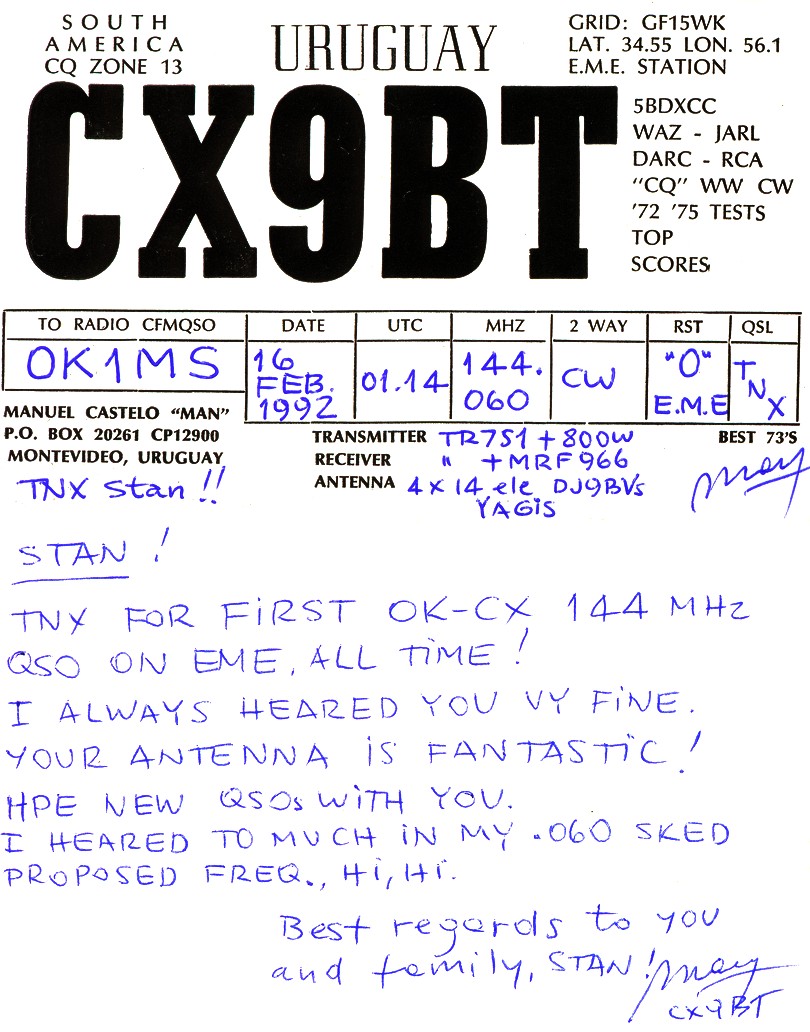 SOUTH
AMERICA
CQ ZONE 13
URUGUAY
GRID: GF15WK
LAT. 34.55 LON. 56.1
E.M.E. STATION
CX9BT
5BDXCC
WAZ - JARL
DARC - RCA
"CQ" WW CW
'72 '75 TESTS
TOP
SCORES
TO RADIO CFMQSO DATE UTC MHZ 2 WAY RST QSL
OK1MS 16 FEB. 1992 01.14 144.060 CW "O" E.M.E TNX
MANUEL CASTELO "MAN"
P.O. BOX 20261 CP12900
MONTEVIDEO, URUGUAY
TNX Stan!!
TRANSMITTER TR751 + 800W
RECEIVER " + MRF966
ANTENNA 4 X 14 ele DJ9BVs
YAGIS
BEST 73'S
STAN!
TNX FOR FIRST OK-CX 144 MHz
QSO ON EME, ALL TIME!
I ALWAYS HEARED YOU VY FINE.
YOUR ANTENNA IS FANTASTIC!
HPE NEW QSOs WITH YOU.
I HEARED TO MUCH IN MY .060 SKED
PROPOSED FREQ., Hi, Hi.
Best regards to YOU
and family, STAN!
CX9BT